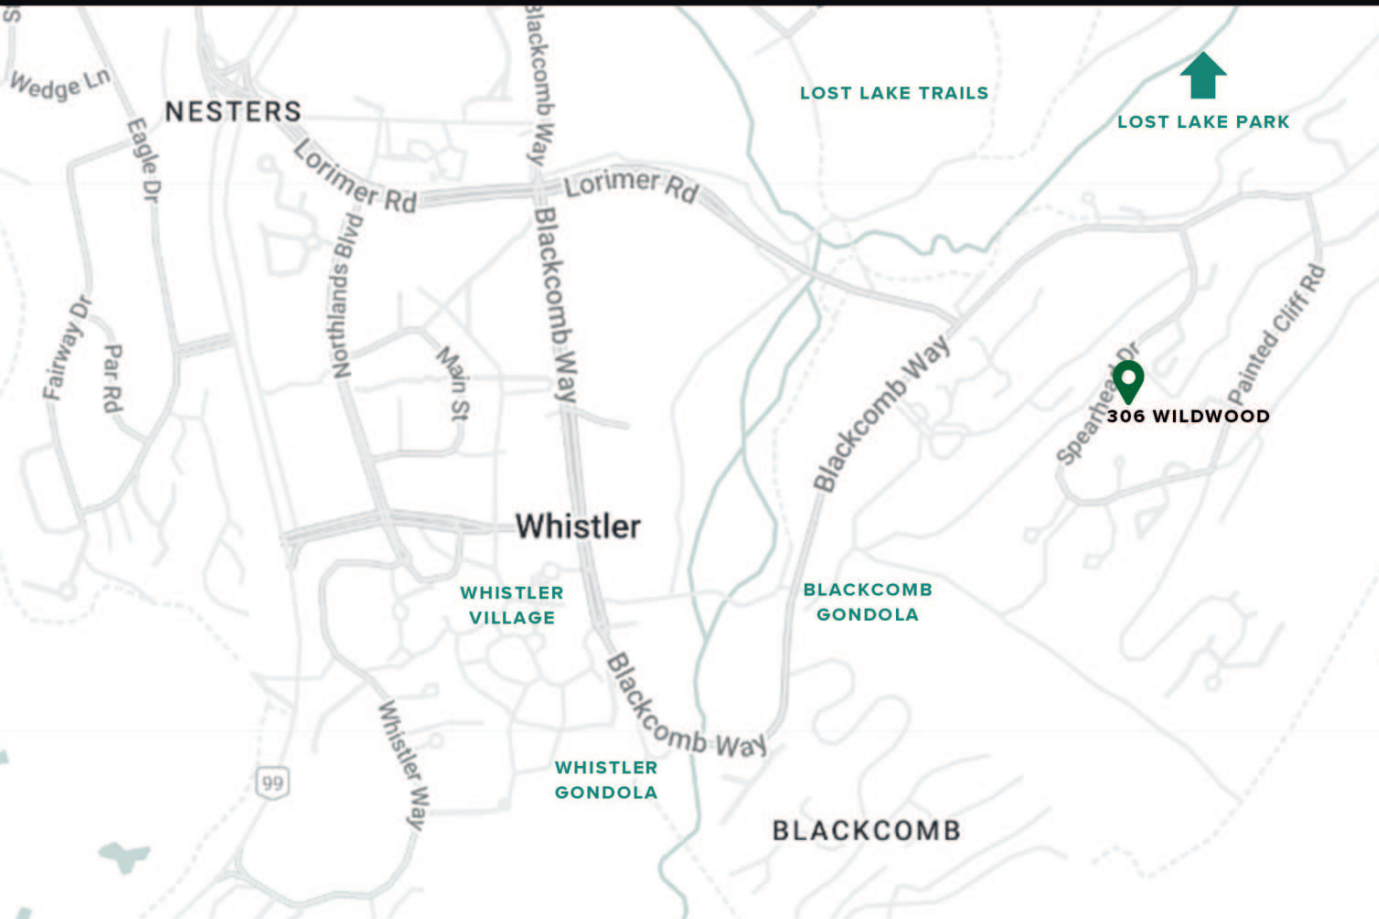 S
Wedge Ln
NESTERS
Eagle Dr
Lorimer Rd
Blackcomb Way
Lorimer Rd
LOST LAKE TRAILS
LOST LAKE PARK
Northlands Blvd
Blackcomb Way
Fairway Dr
Par Rd
Main St
Blackcomb Way
Spearhead Dr
Painted Cliff Rd
306 WILDWOOD
Whistler
WHISTLER
VILLAGE
BLACKCOMB
GONDOLA
Blackcomb Way
Whistler Way
WHISTLER
GONDOLA
99
BLACKCOMB